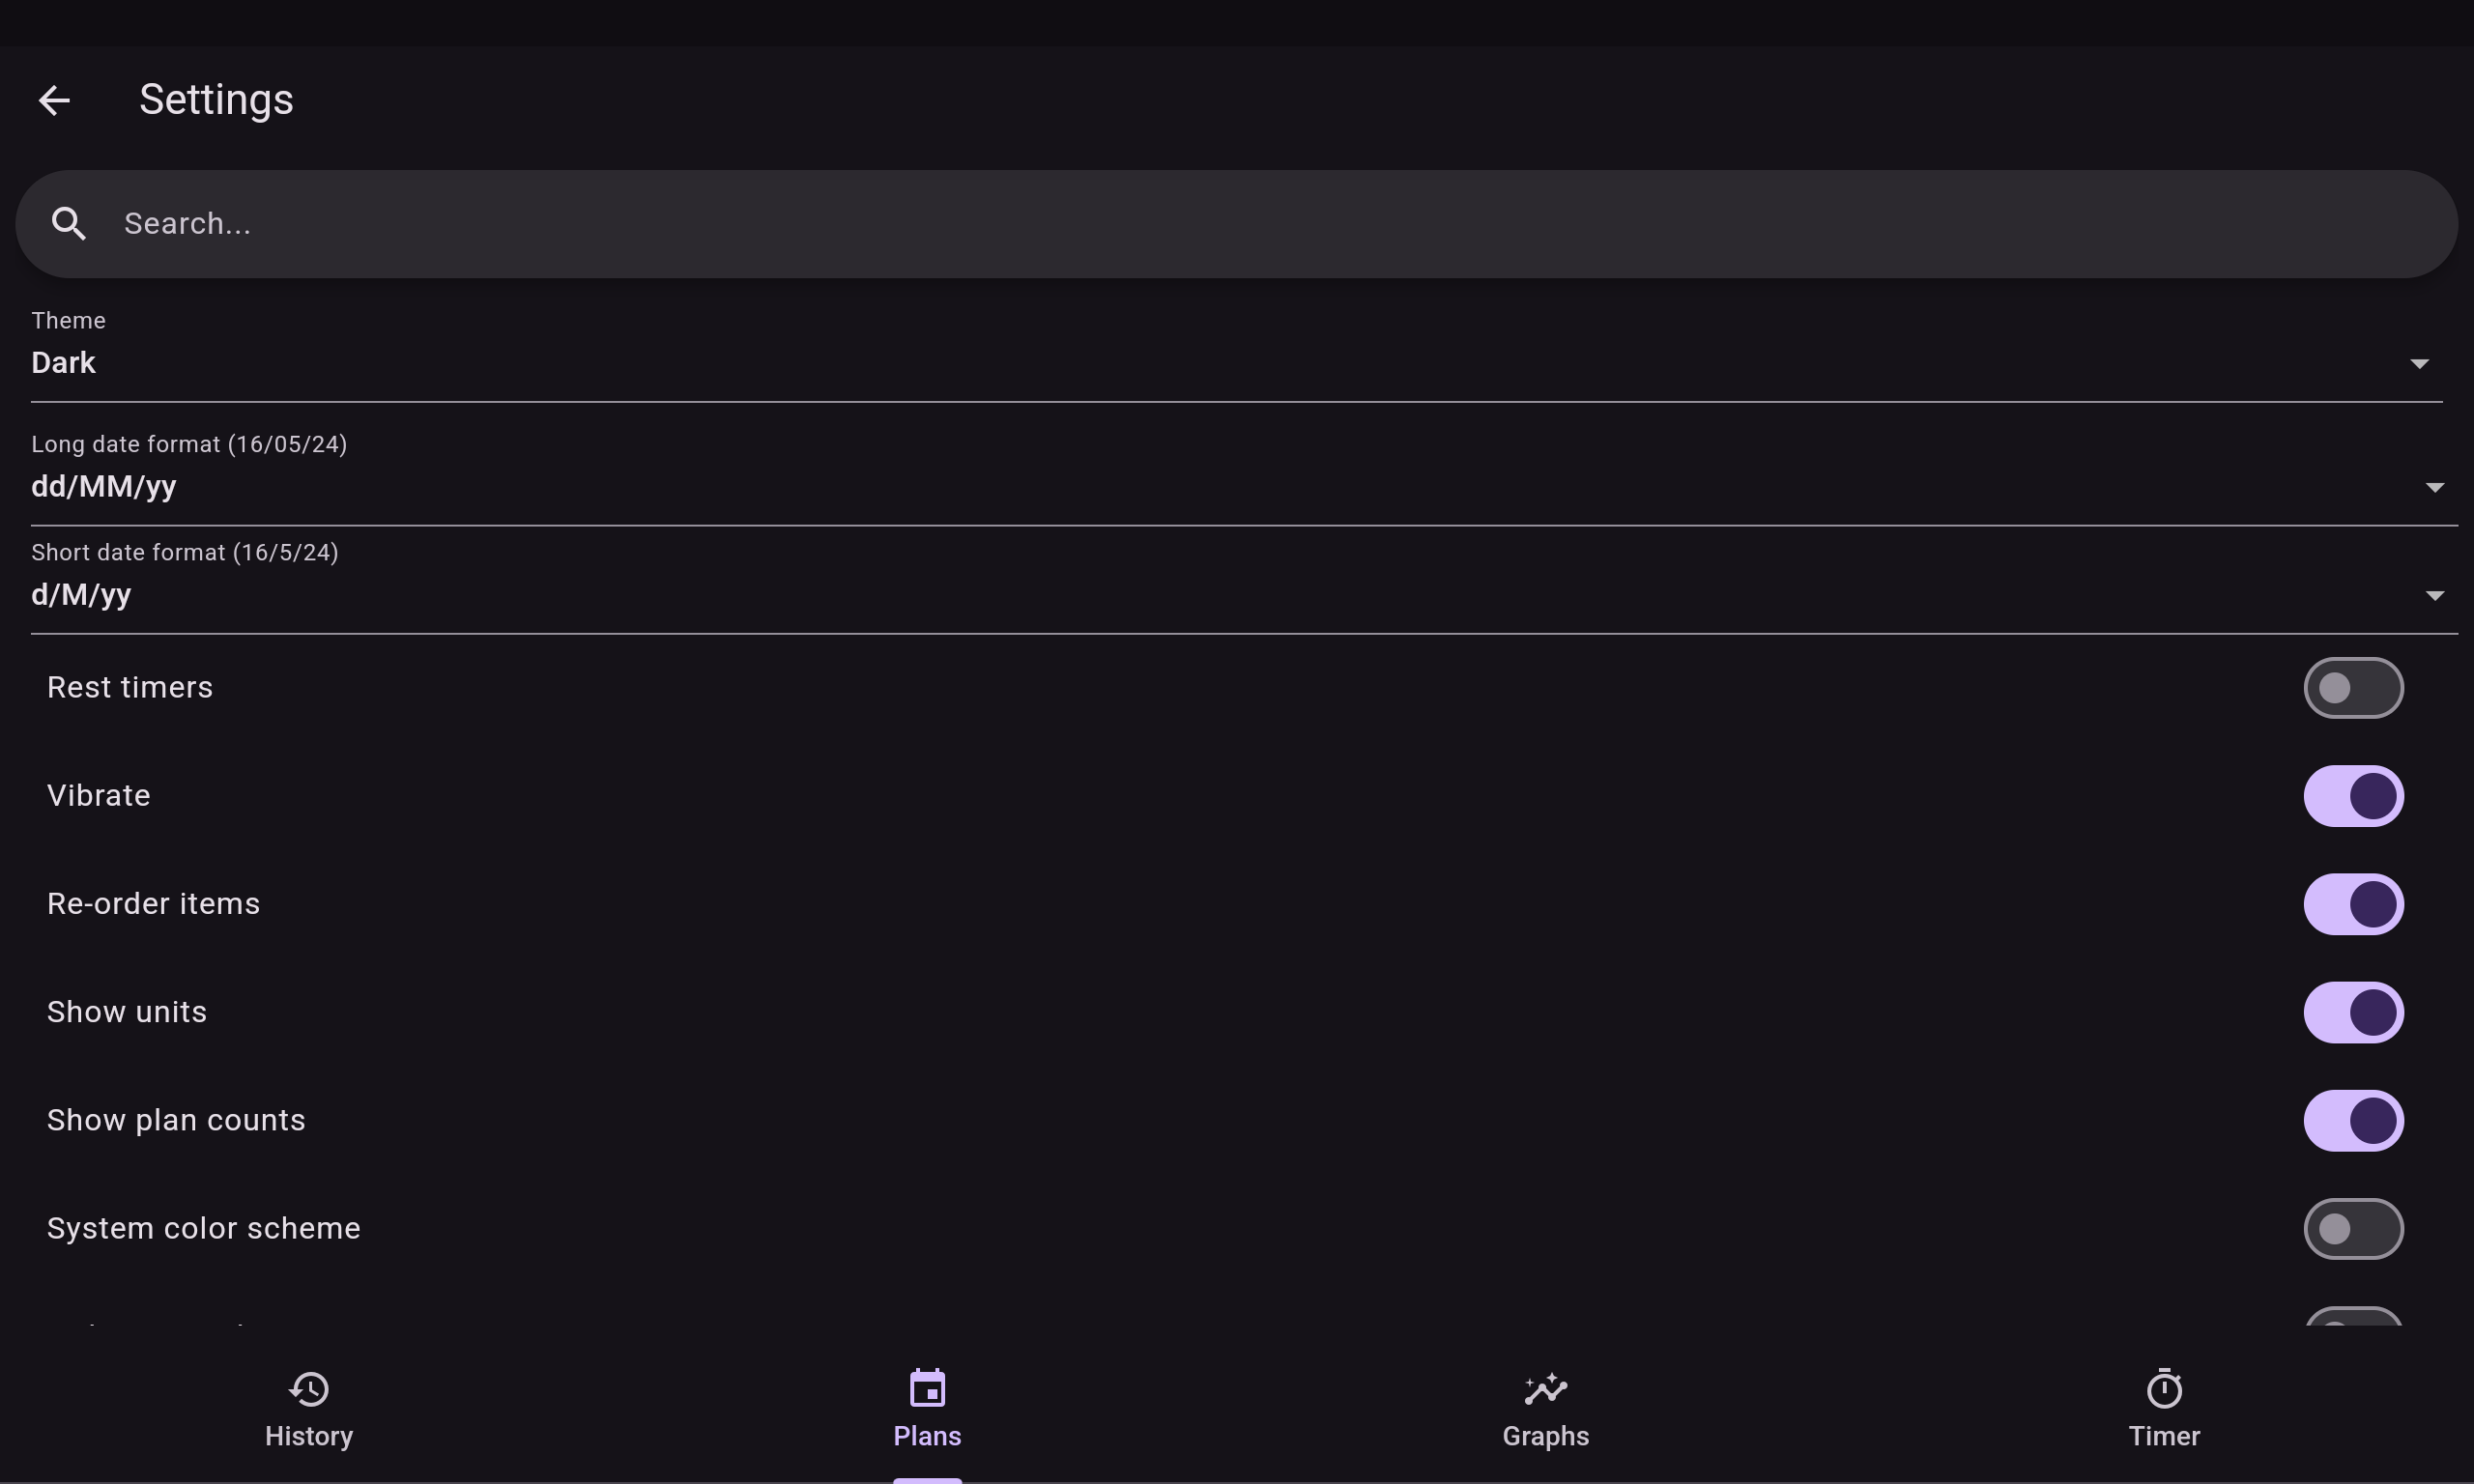 Settings
Search...
Theme
Dark
Long date format (16/05/24)
dd/MM/yy
Short date format (16/5/24)
d/M/yy
Rest timers
Vibrate
Re-order items
Show units
Show plan counts
System color scheme
History
Plans
Graphs
Timer